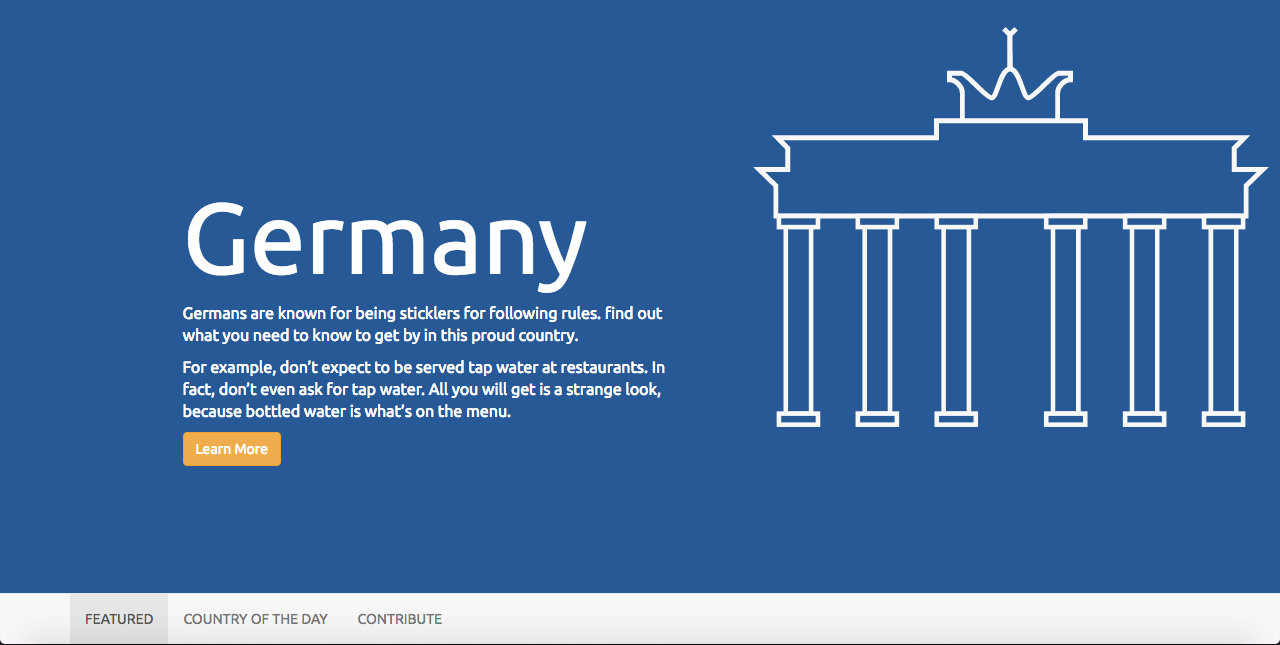 Germany
Germans are known for being sticklers for following rules. find out
what you need to know to get by in this proud country.
For example, don’t expect to be served tap water at restaurants. In
fact, don’t even ask for tap water. All you will get is a strange look,
because bottled water is what’s on the menu.
Learn More
FEATURED COUNTRY OF THE DAY CONTRIBUTE